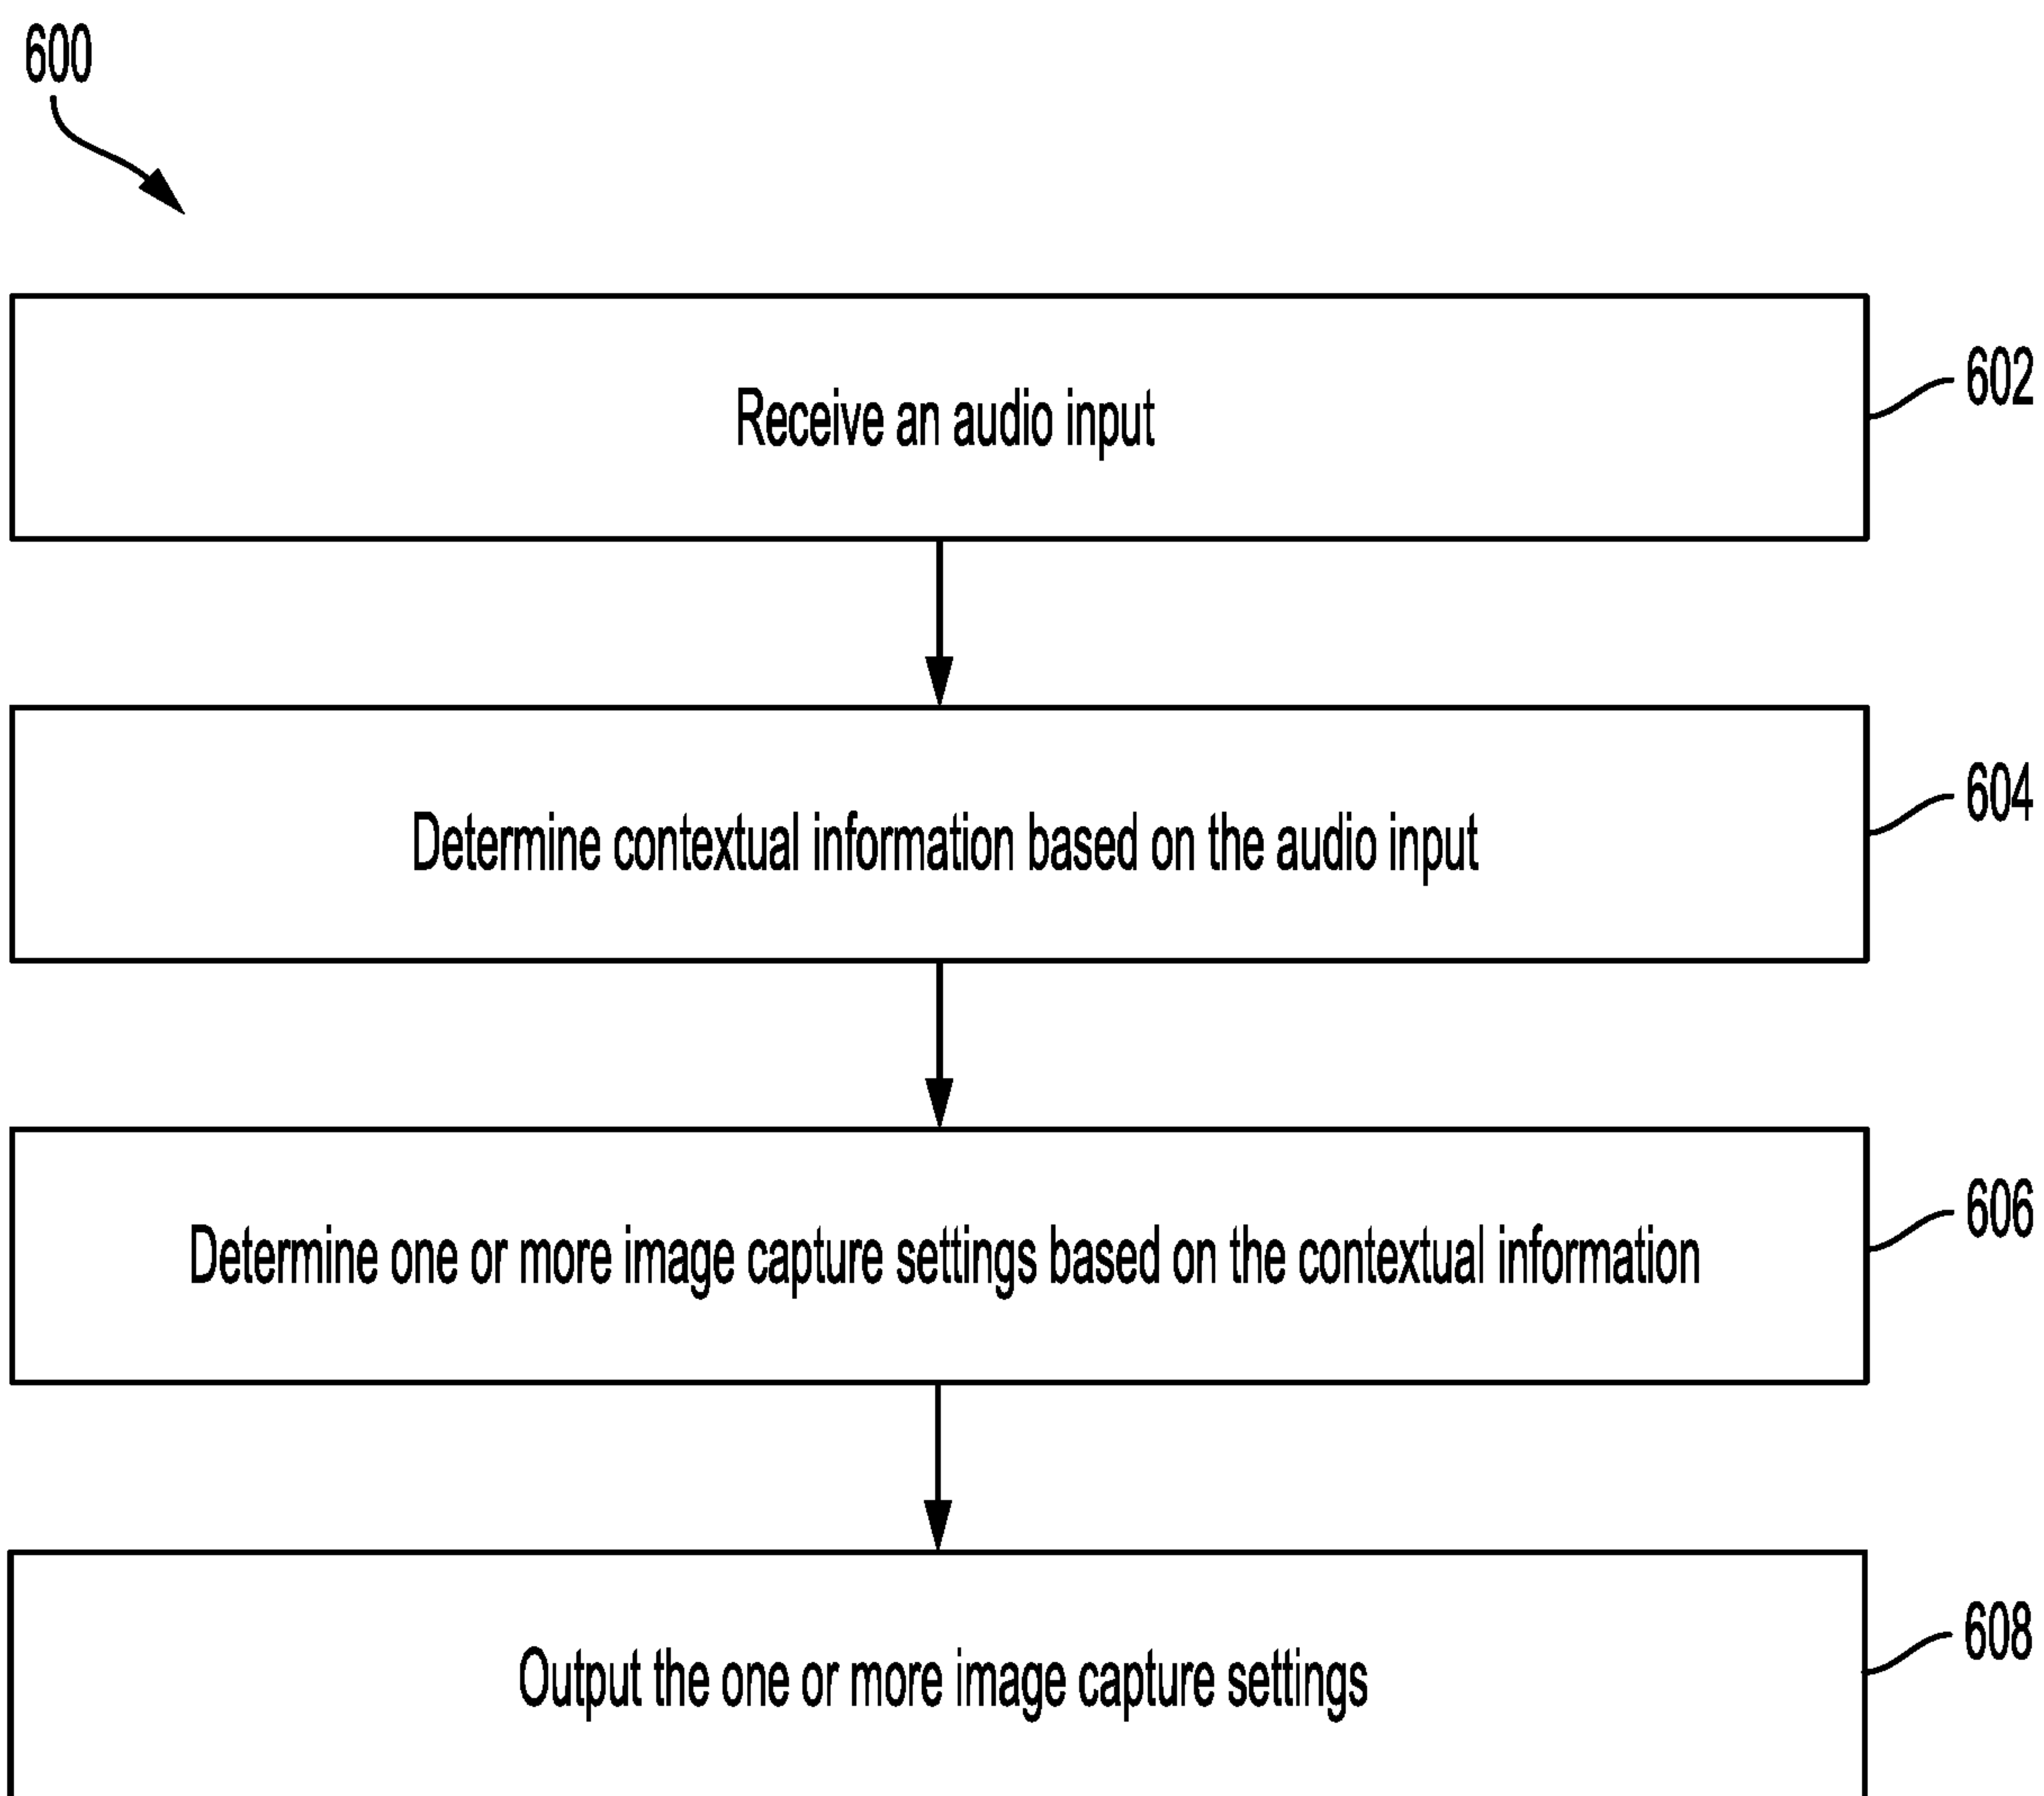 600
Receive an audio input
602
Determine contextual information based on the audio input
604
Determine one or more image capture settings based on the contextual information
606
Output the one or more image capture settings
608